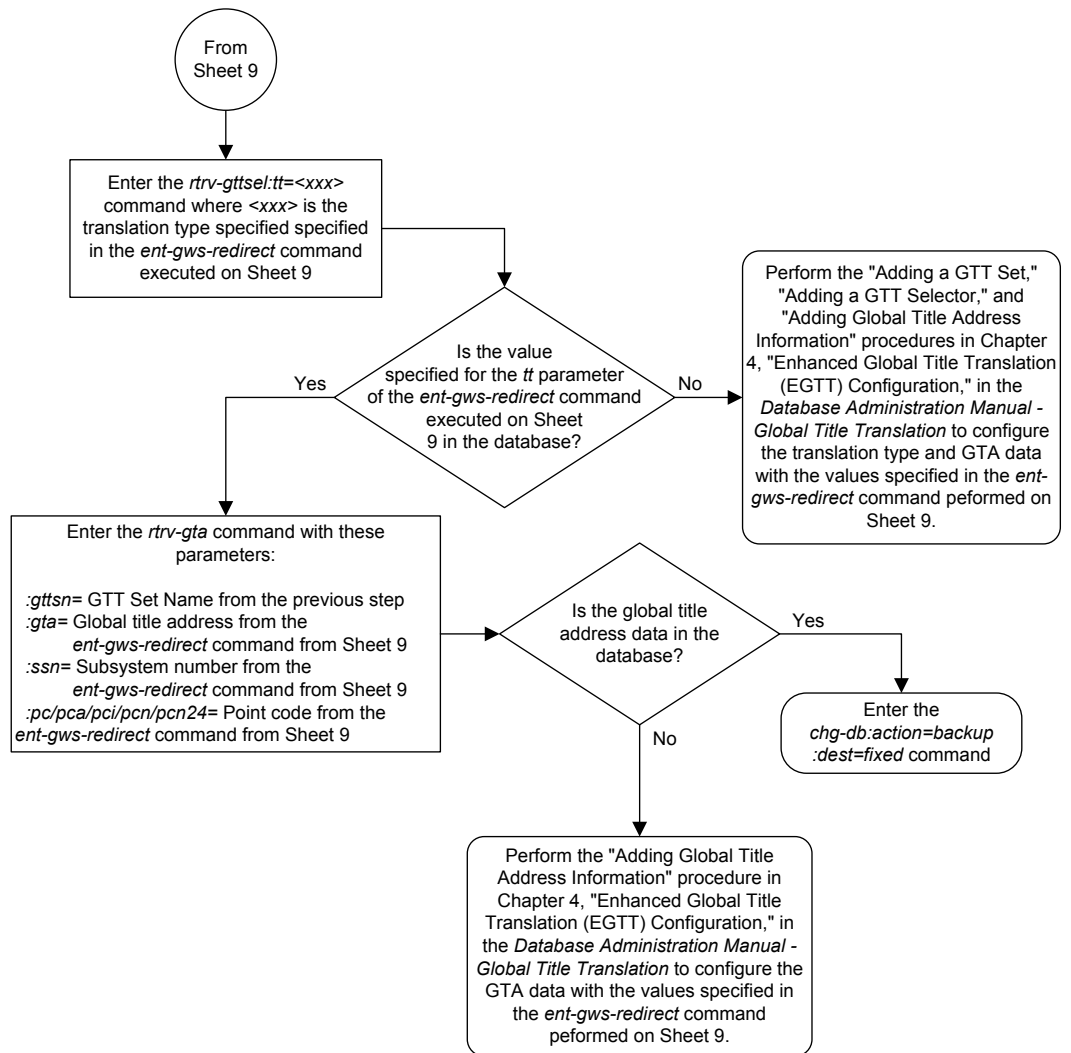 From
Sheet 9
Enter the rtrv-gttsel:tt=<xxx>
command where <xxx> is the
translation type specified specified
in the ent-gws-redirect command
executed on Sheet 9
Is the value
specified for the tt parameter
of the ent-gws-redirect command
executed on Sheet
9 in the database?
Yes
No
Perform the "Adding a GTT Set,"
"Adding a GTT Selector," and
"Adding Global Title Address
Information" procedures in Chapter
4, "Enhanced Global Title Translation
(EGTT) Configuration," in the
Database Administration Manual -
Global Title Translation to configure
the translation type and GTA data
with the values specified in the ent-
gws-redirect command peformed on
Sheet 9.
Enter the rtrv-gta command with these
parameters:
:gttsn= GTT Set Name from the previous step
:gta= Global title address from the
ent-gws-redirect command from Sheet 9
:ssn= Subsystem number from the
ent-gws-redirect command from Sheet 9
:pc/pca/pci/pcn/pcn24= Point code from the
ent-gws-redirect command from Sheet 9
Is the global title
address data in the
database?
Yes
No
Enter the
chg-db:action=backup
:dest=fixed command
Perform the "Adding Global Title
Address Information" procedure in
Chapter 4, "Enhanced Global Title
Translation (EGTT) Configuration," in
the Database Administration Manual -
Global Title Translation to configure the
GTA data with the values specified in
the ent-gws-redirect command
peformed on Sheet 9.